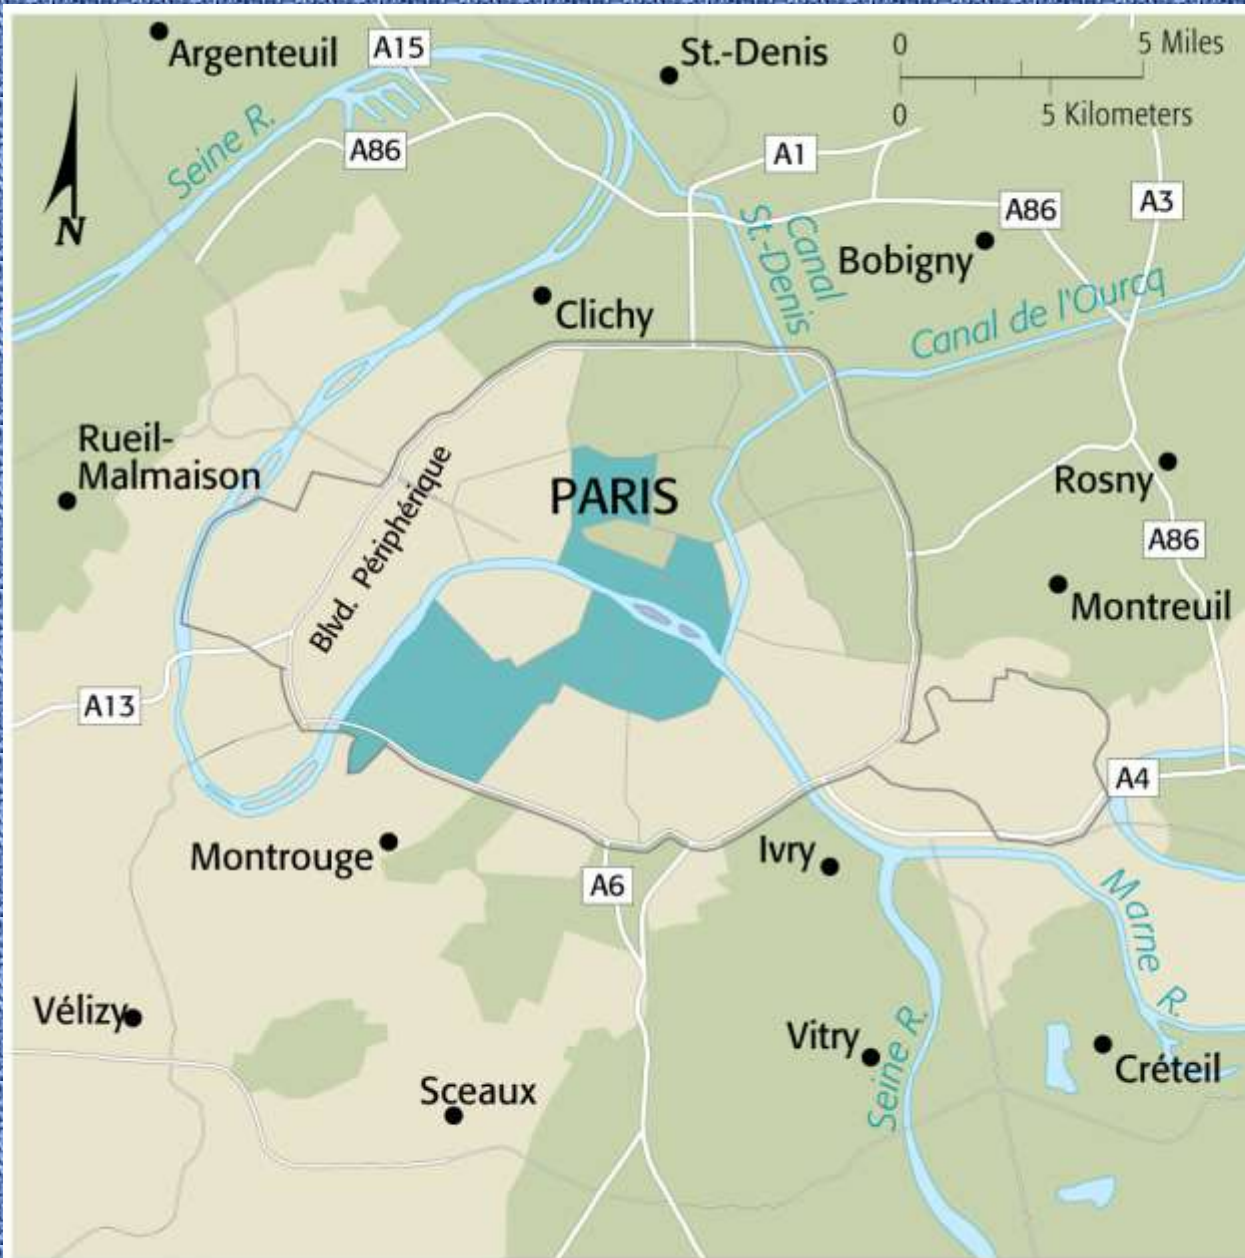 Argenteuil
A15
St.-Denis
0
5 Miles
0
5 Kilometers
Seine R.
A86
A1
N
A86
A3
Canal
St.-Denis
Bobigny
Clichy
Canal de l'Ourcq
Rueil-
Malmaison
Blvd. Périphérique
PARIS
Rosny
A86
Montreuil
A13
A4
Montrouge
Ivry
A6
Marne R.
Vélizy
Vitry
Seine R.
Créteil
Sceaux